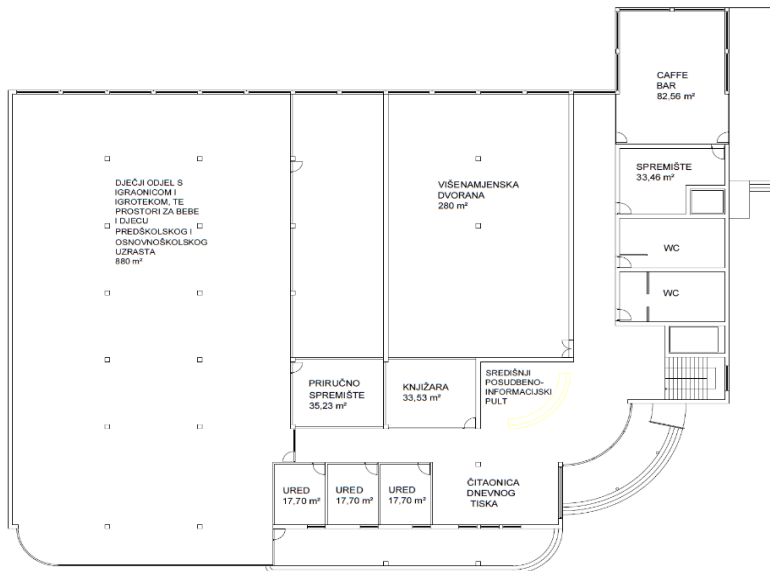 CAFFE
BAR
82,56 m²
SPREMIŠTE
33,46 m²
DJEČJI ODJEL S
IGRAONICOM I
IGROTEKOM, TE
PROSTORI ZA BEBE
I DJECU
PREDŠKOLSKOG I
OSNOVNOŠKOLSKOG
UZRASTA
880 m²
VIŠENAMJENSKA
DVORANA
280 m²
WC
WC
PRIRUČNO
SPREMIŠTE
35,23 m²
KNJIŽARA
33,53 m²
SREDIŠNJI
POSUDBENO-
INFORMACIJSKI
PULT
URED
17,70 m²
URED
17,70 m²
URED
17,70 m²
ČITAONICA
DNEVNOG
TISKA